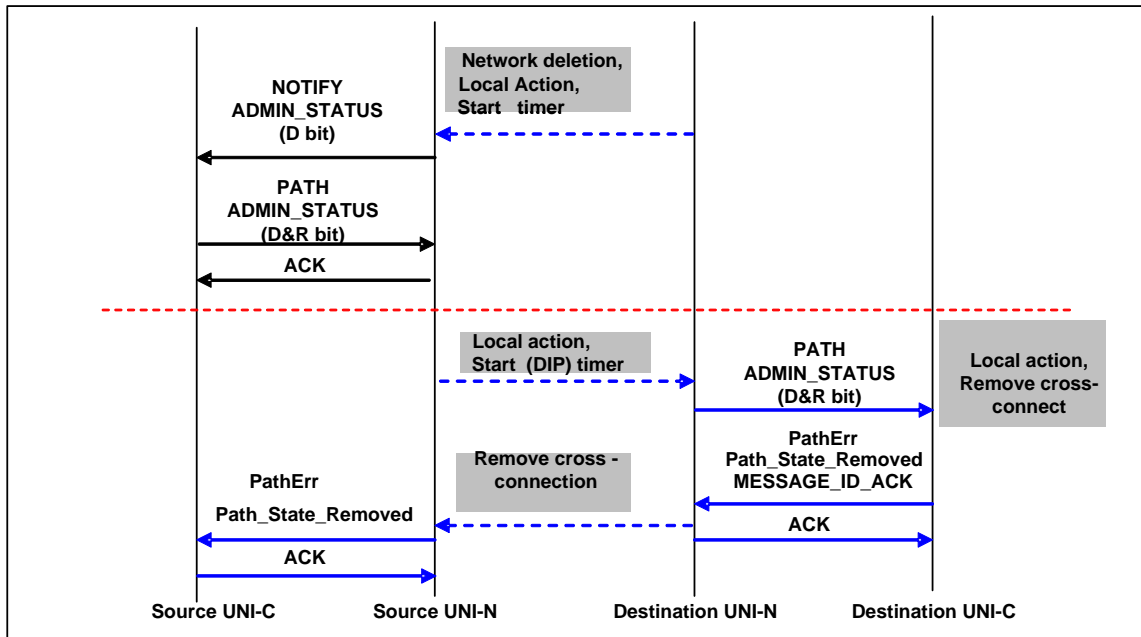 Network deletion,
Local Action,
Start timer
NOTIFY
ADMIN_STATUS
(D bit)
PATH
ADMIN_STATUS
(D&R bit)
ACK
Local action,
Start (DIP) timer
PATH
ADMIN_STATUS
(D&R bit)
Local action,
Remove cross-
connect
PathErr
Path_State_Removed
MESSAGE_ID_ACK
Remove cross -
connection
PathErr
Path_State_Removed
ACK
ACK
Source UNI-C
Source UNI-N
Destination UNI-N
Destination UNI-C